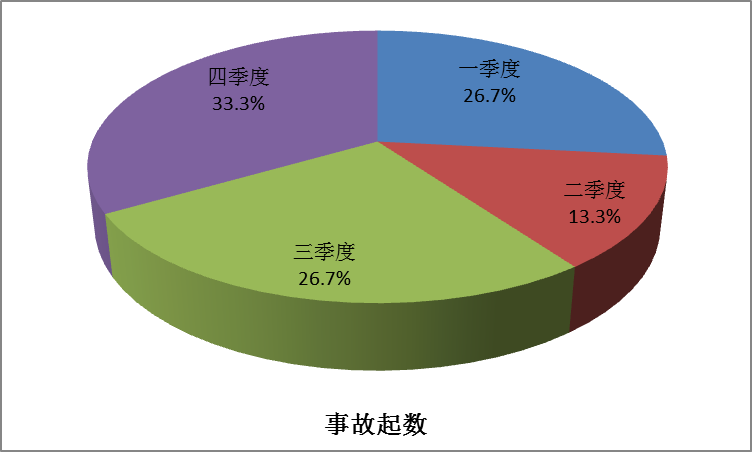 四季度
33.3%
一季度
26.7%
二季度
13.3%
三季度
26.7%
事故起数